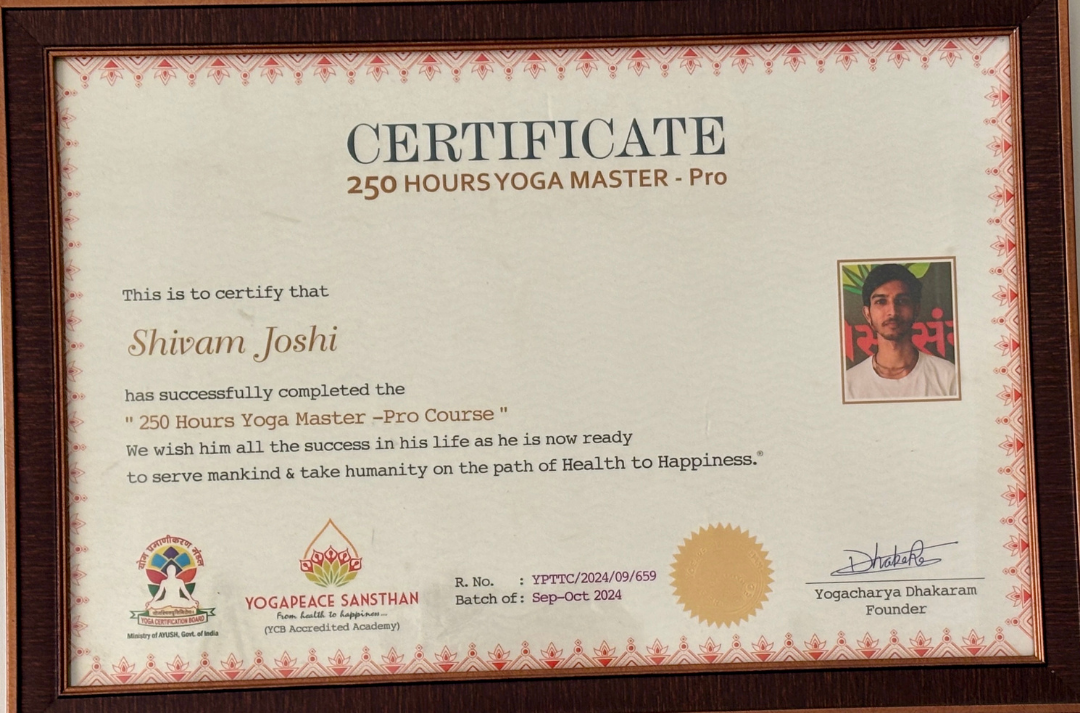 CERTIFICATE
250 HOURS YOGA MASTER - Pro
This is to certify that
Shivam Joshi
has successfully completed the
" 250 Hours Yoga Master –Pro Course "
We wish him all the success in his life as he is now ready
to serve mankind & take humanity on the path of Health to Happiness.®
योग प्रमाणीकरण मंडल
YOGA CERTIFICATION BOARD
Ministry of AYUSH, Govt. of India
YOGAPEACE SANSTHAN
From health to happiness...
(YCB Accredited Academy)
R. No. : YPTTC/2024/09/659
Batch of : Sep–Oct 2024
Dhakaram
Yogacharya Dhakaram
Founder